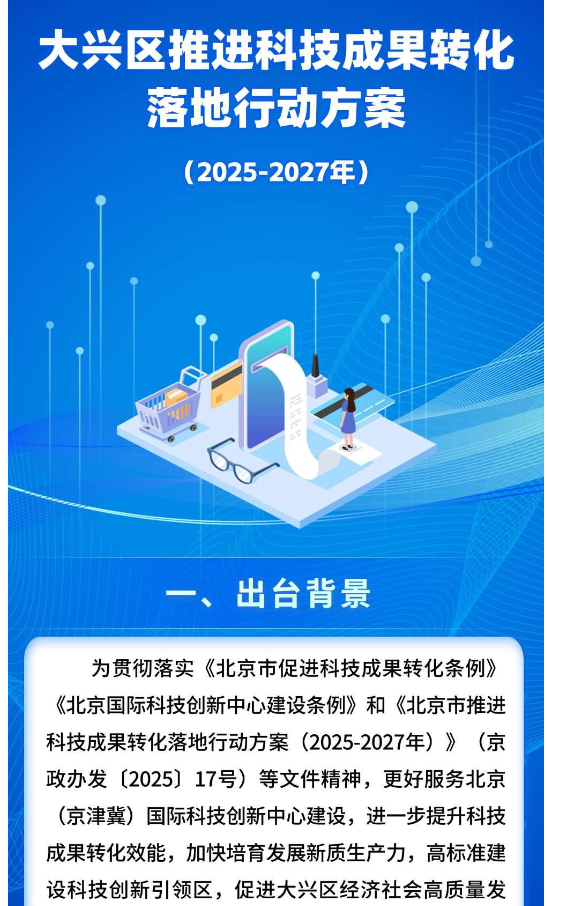 大兴区推进科技成果转化
落地行动方案
（2025-2027年）
一、出台背景
为贯彻落实《北京市促进科技成果转化条例》
《北京国际科技创新中心建设条例》和《北京市推进
科技成果转化落地行动方案（2025-2027年）》（京
政办发〔2025〕17号）等文件精神，更好服务北京
（京津冀）国际科技创新中心建设，进一步提升科技
成果转化效能，加快培育发展新质生产力，高标准建
设科技创新引领区，促进大兴区经济社会高质量发